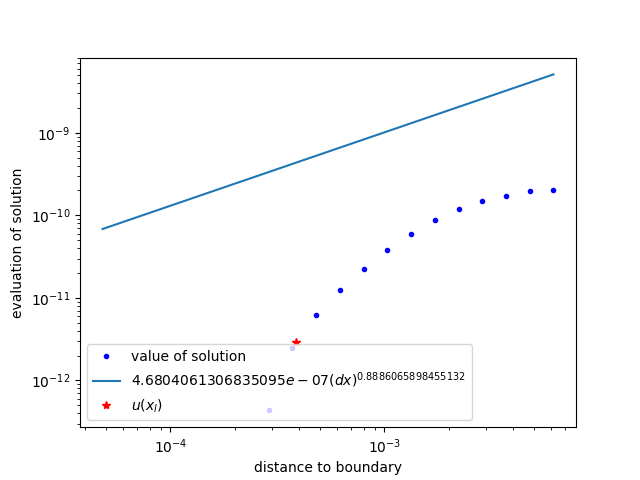 10⁻⁹
10⁻¹⁰
10⁻¹¹
10⁻¹²
evaluation of solution
value of solution
4.6804061306835095e − 07(dx)^0.8886065898455132
u(x_l)
10⁻⁴ 10⁻³
distance to boundary